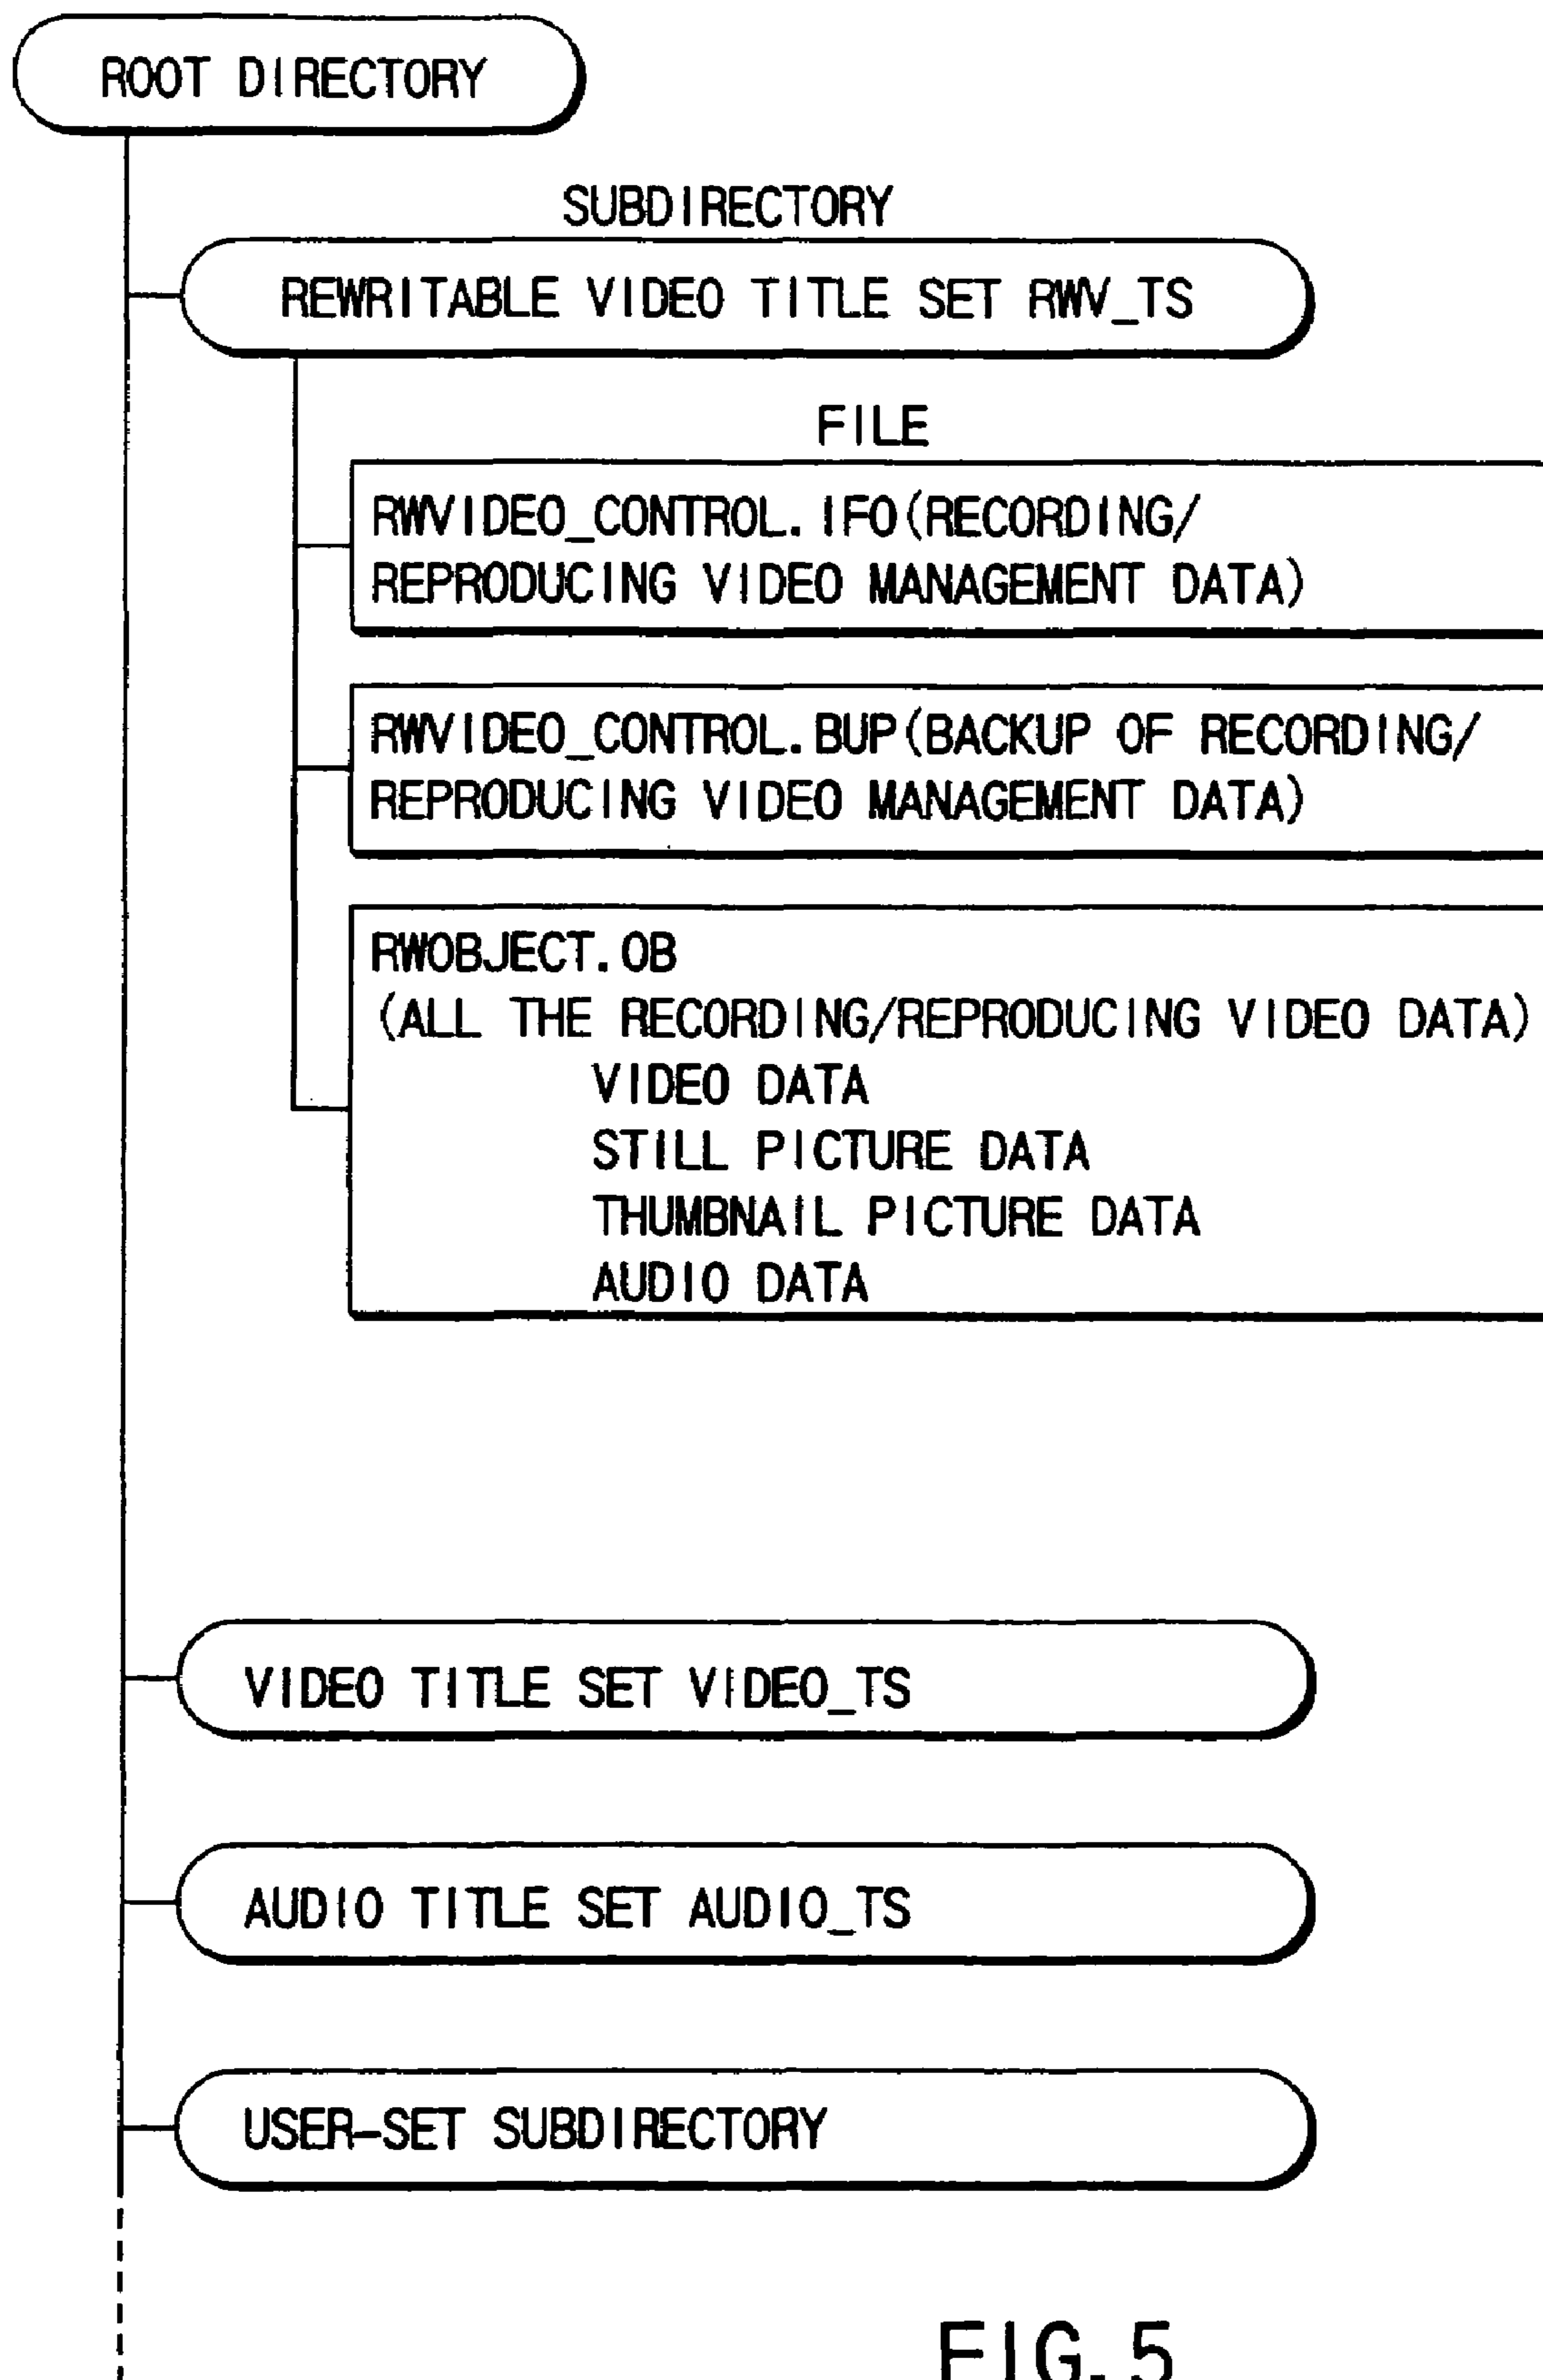 ROOT DIRECTORY
SUBDIRECTORY
REWRITABLE VIDEO TITLE SET RWV_TS
FILE
RWVIDEO_CONTROL.IFO(RECORDING/
REPRODUCING VIDEO MANAGEMENT DATA)
RWVIDEO_CONTROL.BUP(BACKUP OF RECORDING/
REPRODUCING VIDEO MANAGEMENT DATA)
RWOBJECT.OB
(ALL THE RECORDING/REPRODUCING VIDEO DATA)
VIDEO DATA
STILL PICTURE DATA
THUMBNAIL PICTURE DATA
AUDIO DATA
VIDEO TITLE SET VIDEO_TS
AUDIO TITLE SET AUDIO_TS
USER-SET SUBDIRECTORY
FIG.5